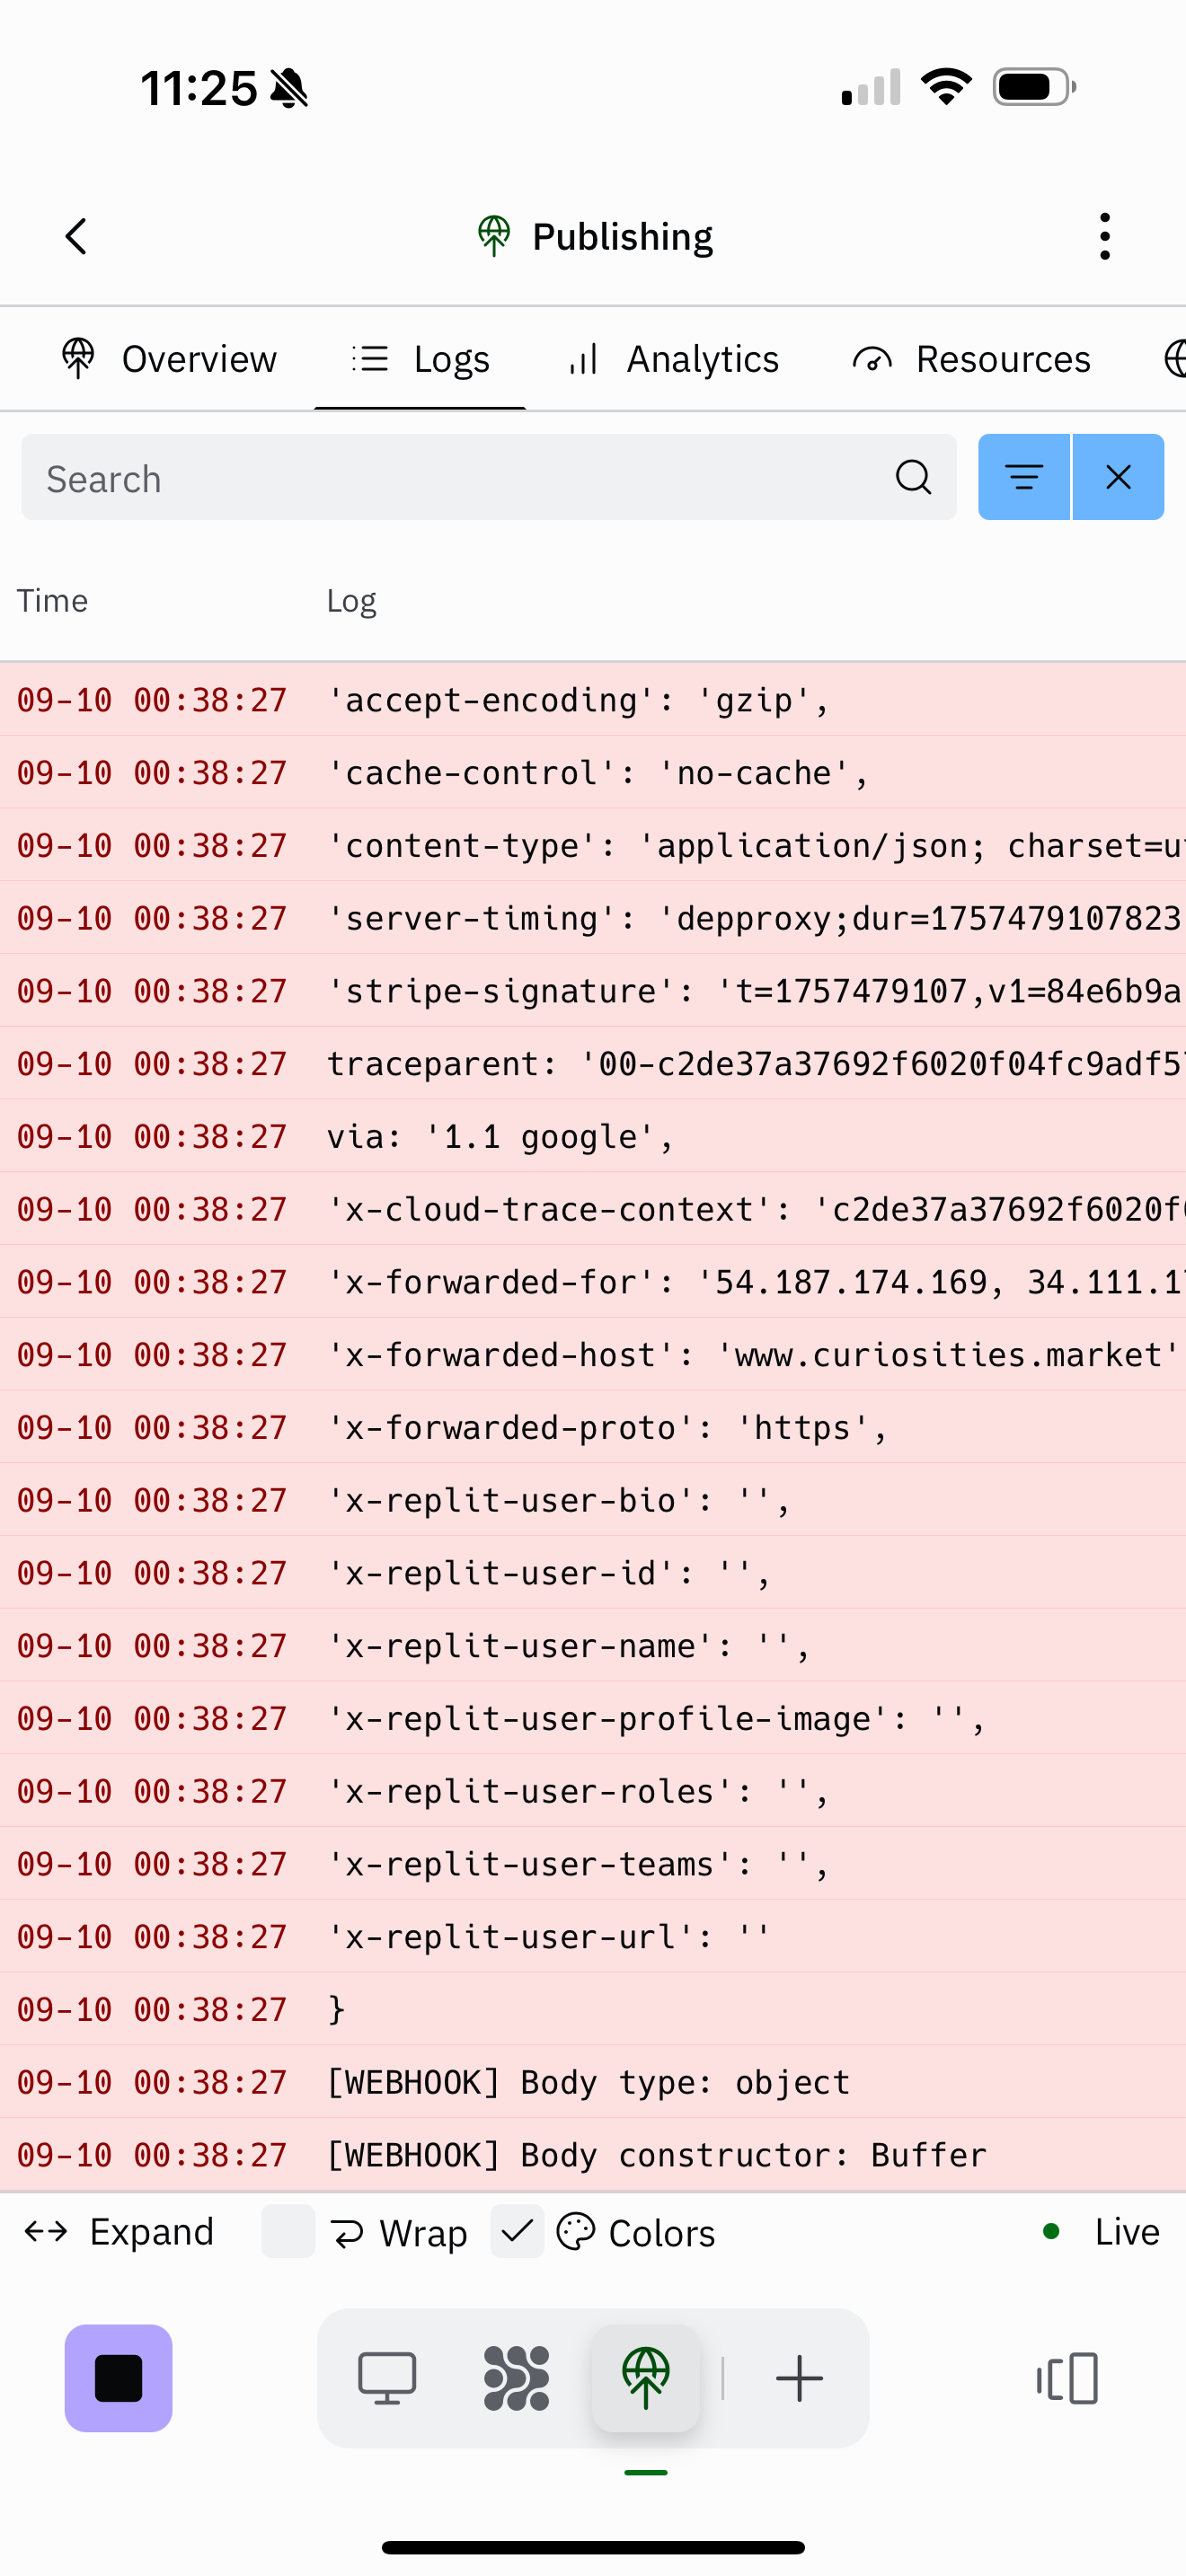 11:25
Publishing
Overview Logs Analytics Resources
Search
Time Log
09-10 00:38:27 'accept-encoding': 'gzip',
09-10 00:38:27 'cache-control': 'no-cache',
09-10 00:38:27 'content-type': 'application/json; charset=u
09-10 00:38:27 'server-timing': 'depproxy;dur=1757479107823
09-10 00:38:27 'stripe-signature': 't=1757479107,v1=84e6b9a
09-10 00:38:27 traceparent: '00-c2de37a37692f6020f04fc9adf5
09-10 00:38:27 via: '1.1 google',
09-10 00:38:27 'x-cloud-trace-context': 'c2de37a37692f6020f
09-10 00:38:27 'x-forwarded-for': '54.187.174.169, 34.111.1
09-10 00:38:27 'x-forwarded-host': 'www.curiosities.market'
09-10 00:38:27 'x-forwarded-proto': 'https',
09-10 00:38:27 'x-replit-user-bio': '',
09-10 00:38:27 'x-replit-user-id': '',
09-10 00:38:27 'x-replit-user-name': '',
09-10 00:38:27 'x-replit-user-profile-image': '',
09-10 00:38:27 'x-replit-user-roles': '',
09-10 00:38:27 'x-replit-user-teams': '',
09-10 00:38:27 'x-replit-user-url': ''
09-10 00:38:27 }
09-10 00:38:27 [WEBHOOK] Body type: object
09-10 00:38:27 [WEBHOOK] Body constructor: Buffer
Expand Wrap Colors Live